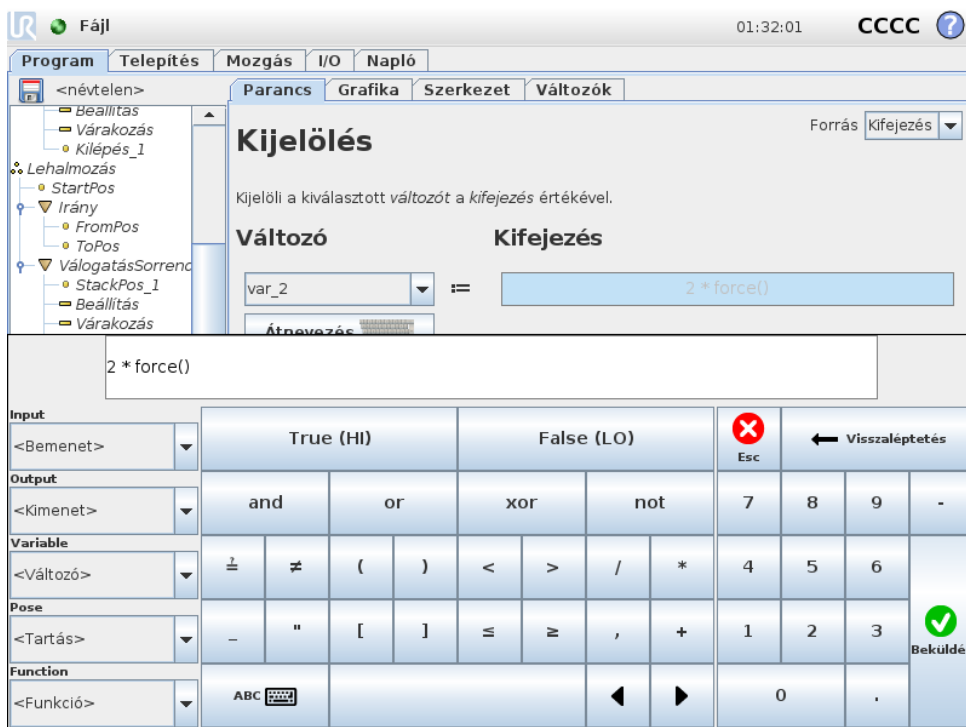 UR Fájl 01:32:01 CCCC ?
Program Telepítés Mozgás I/O Napló
<névtelen> Parancs Grafika Szerkezet Változók
Beállítás
Várakozás
Kilépés_1
Lehalmozás
StartPos
Irány
FromPos
ToPos
VálogatásSorrend
StackPos_1
Beállítás
Várakozás
Forrás Kifejezés
Kijelölés
Kijelöli a kiválasztott változót a kifejezés értékével.
Változó Kifejezés
var_2 := 2 * force()
Átnevezés
2 * force()
Input
<Bemenet>
Output
<Kimenet>
Variable
<Változó>
Pose
<Tartás>
Function
<Funkció>
True (HI) False (LO) Esc Visszaléptetés
and or xor not 7 8 9 -
≟ ≠ ( ) < > / * 4 5 6
_ " [ ] ≤ ≥ , + 1 2 3 Beküldé
ABC 0 .